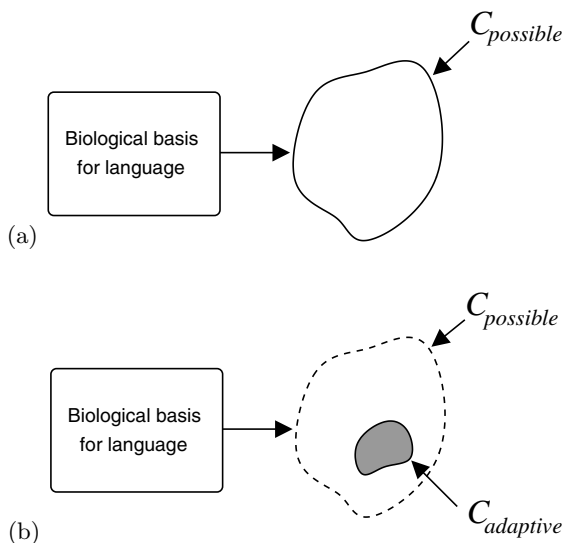 C_possible
Biological basis
for language
(a)
C_possible
Biological basis
for language
C_adaptive
(b)